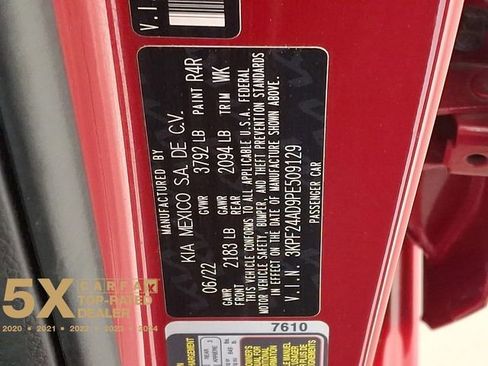 MANUFACTURED BY
KIA MEXICO S.A. DE C.V.
06/22 GVWR 3792 LB PAINT R4R
GAWR FRONT 2183 LB GAWR REAR 2094 LB TRIM WK
THIS VEHICLE CONFORMS TO ALL APPLICABLE U.S.A. FEDERAL
MOTOR VEHICLE SAFETY, BUMPER, AND THEFT PREVENTION STANDARDS
IN EFFECT ON THE DATE OF MANUFACTURE SHOWN ABOVE.
V.I.N. 3KPF24AD9PE509129
PASSENGER CAR
V.I.
7610
5X CARFAX
TOP-RATED
DEALER
2020 • 2021 • 2022 • 2023 • 2024